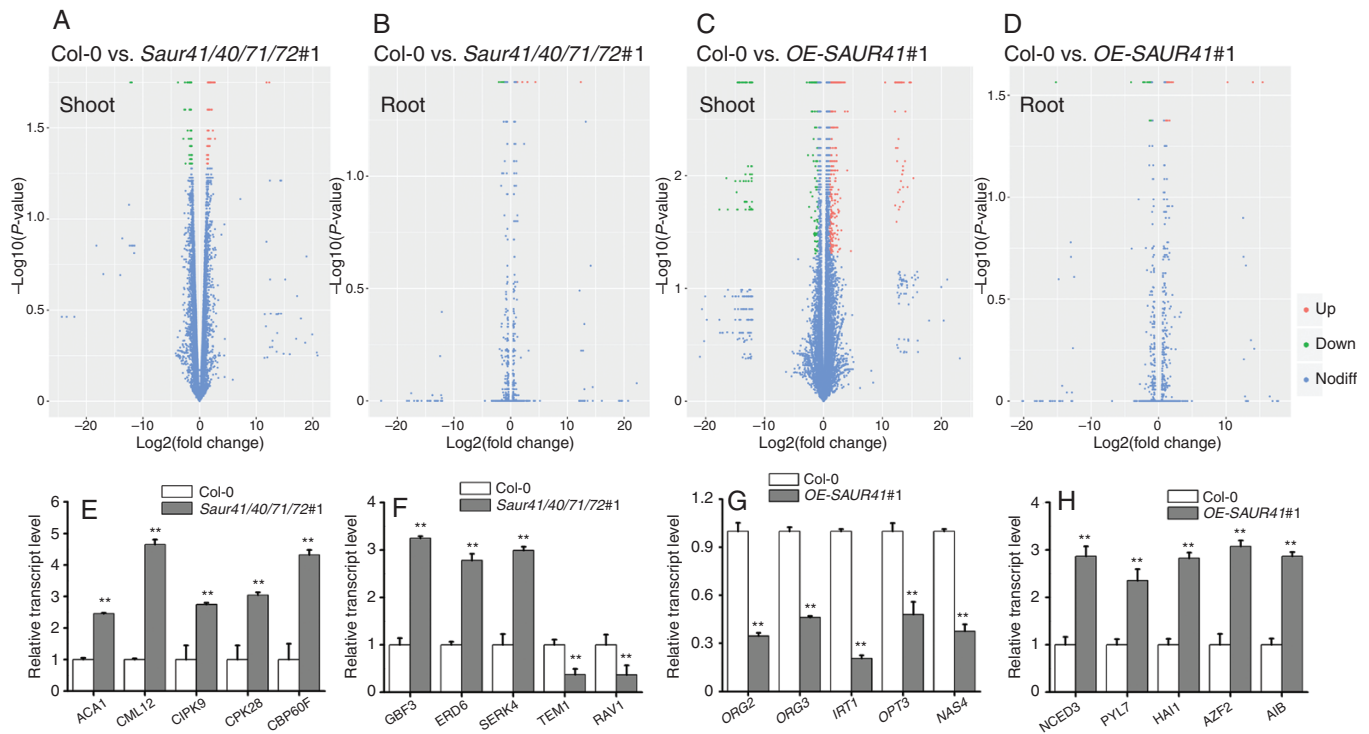 A
B
C
D
Col-0 vs. Saur41/40/71/72#1
Col-0 vs. Saur41/40/71/72#1
Col-0 vs. OE-SAUR41#1
Col-0 vs. OE-SAUR41#1
Shoot
–Log10(P-value)
1.5
1.0
0.5
0
–20
–10
0
10
20
Log2(fold change)
Root
–Log10(P-value)
1.0
0.5
0
–20
–10
0
10
20
Log2(fold change)
Shoot
–Log10(P-value)
2
1
0
–20
–10
0
10
20
Log2(fold change)
Root
–Log10(P-value)
1.5
1.0
0.5
0
–20
–10
0
10
Log2(fold change)
Up
Down
Nodiff
E
Col-0
Saur41/40/71/72#1
Relative transcript level
6
5
4
3
2
1
0
**
**
**
**
**
ACA1
CML12
CIPK9
CPK28
CBP60F
F
Col-0
Saur41/40/71/72#1
Relative transcript level
4
3
2
1
0
**
**
**
**
**
GBF3
ERD6
SERK4
TEM1
RAV1
G
Col-0
OE-SAUR41#1
Relative transcript level
1.2
0.9
0.6
0.3
0.0
**
**
**
**
**
ORG2
ORG3
IRT1
OPT3
NAS4
H
Col-0
OE-SAUR41#1
Relative transcript level
4
3
2
1
0
**
**
**
**
**
NCED3
PYL7
HAI1
AZF2
AIB